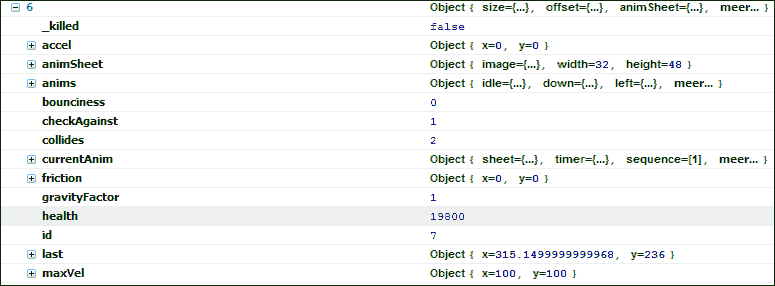 6 Object { size={...}, offset={...}, animSheet={...}, meer... }
_killed false
accel Object { x=0, y=0 }
animSheet Object { image={...}, width=32, height=48 }
anims Object { idle={...}, down={...}, left={...}, meer... }
bounciness 0
checkAgainst 1
collides 2
currentAnim Object { sheet={...}, timer={...}, sequence=[1], meer... }
friction Object { x=0, y=0 }
gravityFactor 1
health 19800
id 7
last Object { x=315.1499999999968, y=236 }
maxVel Object { x=100, y=100 }